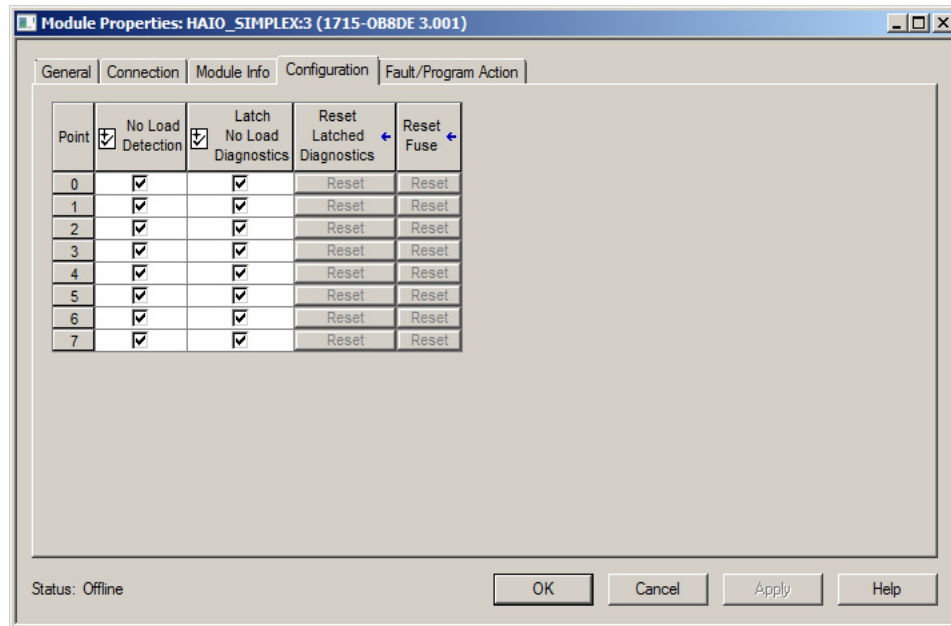 Module Properties: HAIO_SIMPLEX:3 (1715-OB8DE 3.001)
General Connection Module Info Configuration Fault/Program Action
Point No Load Detection Latch No Load Diagnostics Reset Latched Diagnostics Reset Fuse
0 Reset Reset
1 Reset Reset
2 Reset Reset
3 Reset Reset
4 Reset Reset
5 Reset Reset
6 Reset Reset
7 Reset Reset
Status: Offline OK Cancel Apply Help